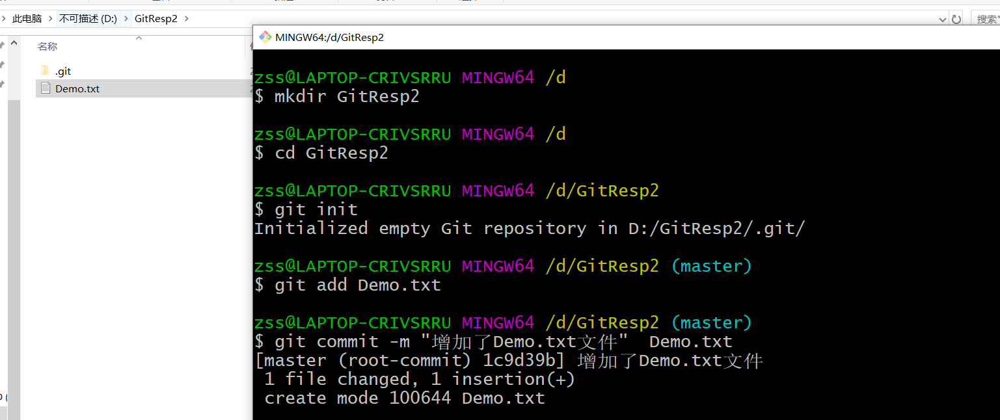 此电脑 > 不可描述 (D:) > GitResp2 >
搜索"
名称
.git
Demo.txt
MINGW64:/d/GitResp2
zss@LAPTOP-CRIVSRRU MINGW64 /d
$ mkdir GitResp2
zss@LAPTOP-CRIVSRRU MINGW64 /d
$ cd GitResp2
zss@LAPTOP-CRIVSRRU MINGW64 /d/GitResp2
$ git init
Initialized empty Git repository in D:/GitResp2/.git/
zss@LAPTOP-CRIVSRRU MINGW64 /d/GitResp2 (master)
$ git add Demo.txt
zss@LAPTOP-CRIVSRRU MINGW64 /d/GitResp2 (master)
$ git commit -m "增加了Demo.txt文件"  Demo.txt
[master (root-commit) 1c9d39b] 增加了Demo.txt文件
 1 file changed, 1 insertion(+)
 create mode 100644 Demo.txt